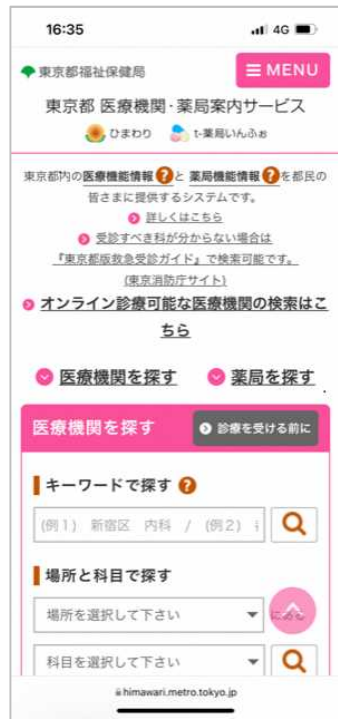 16:35
4G
東京都福祉保健局
MENU
東京都 医療機関・薬局案内サービス
ひまわり t-薬局いんふぉ
東京都内の医療機能情報?と 薬局機能情報?を都民の
皆さまに提供するシステムです。
詳しくはこちら
受診すべき科が分からない場合は
『東京都版救急受診ガイド』で検索可能です。
(東京消防庁サイト)
オンライン診療可能な医療機関の検索はこ
ちら
医療機関を探す 薬局を探す
医療機関を探す
診療を受ける前に
キーワードで探す ?
(例1) 新宿区 内科 / (例2)
場所と科目で探す
場所を選択して下さい
科目を選択して下さい
himawari.metro.tokyo.jp